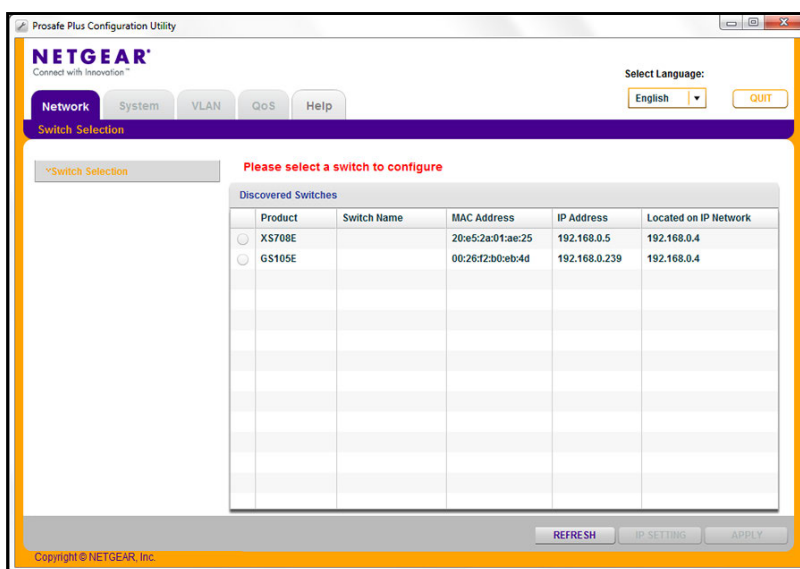 Prosafe Plus Configuration Utility
NETGEAR®
Connect with Innovation™
Select Language:
English
QUIT
Network System VLAN QoS Help
Switch Selection
Switch Selection
Please select a switch to configure
Discovered Switches
Product Switch Name MAC Address IP Address Located on IP Network
XS708E 20:e5:2a:01:ae:25 192.168.0.5 192.168.0.4
GS105E 00:26:f2:b0:eb:4d 192.168.0.239 192.168.0.4
REFRESH IP SETTING APPLY
Copyright © NETGEAR, Inc.